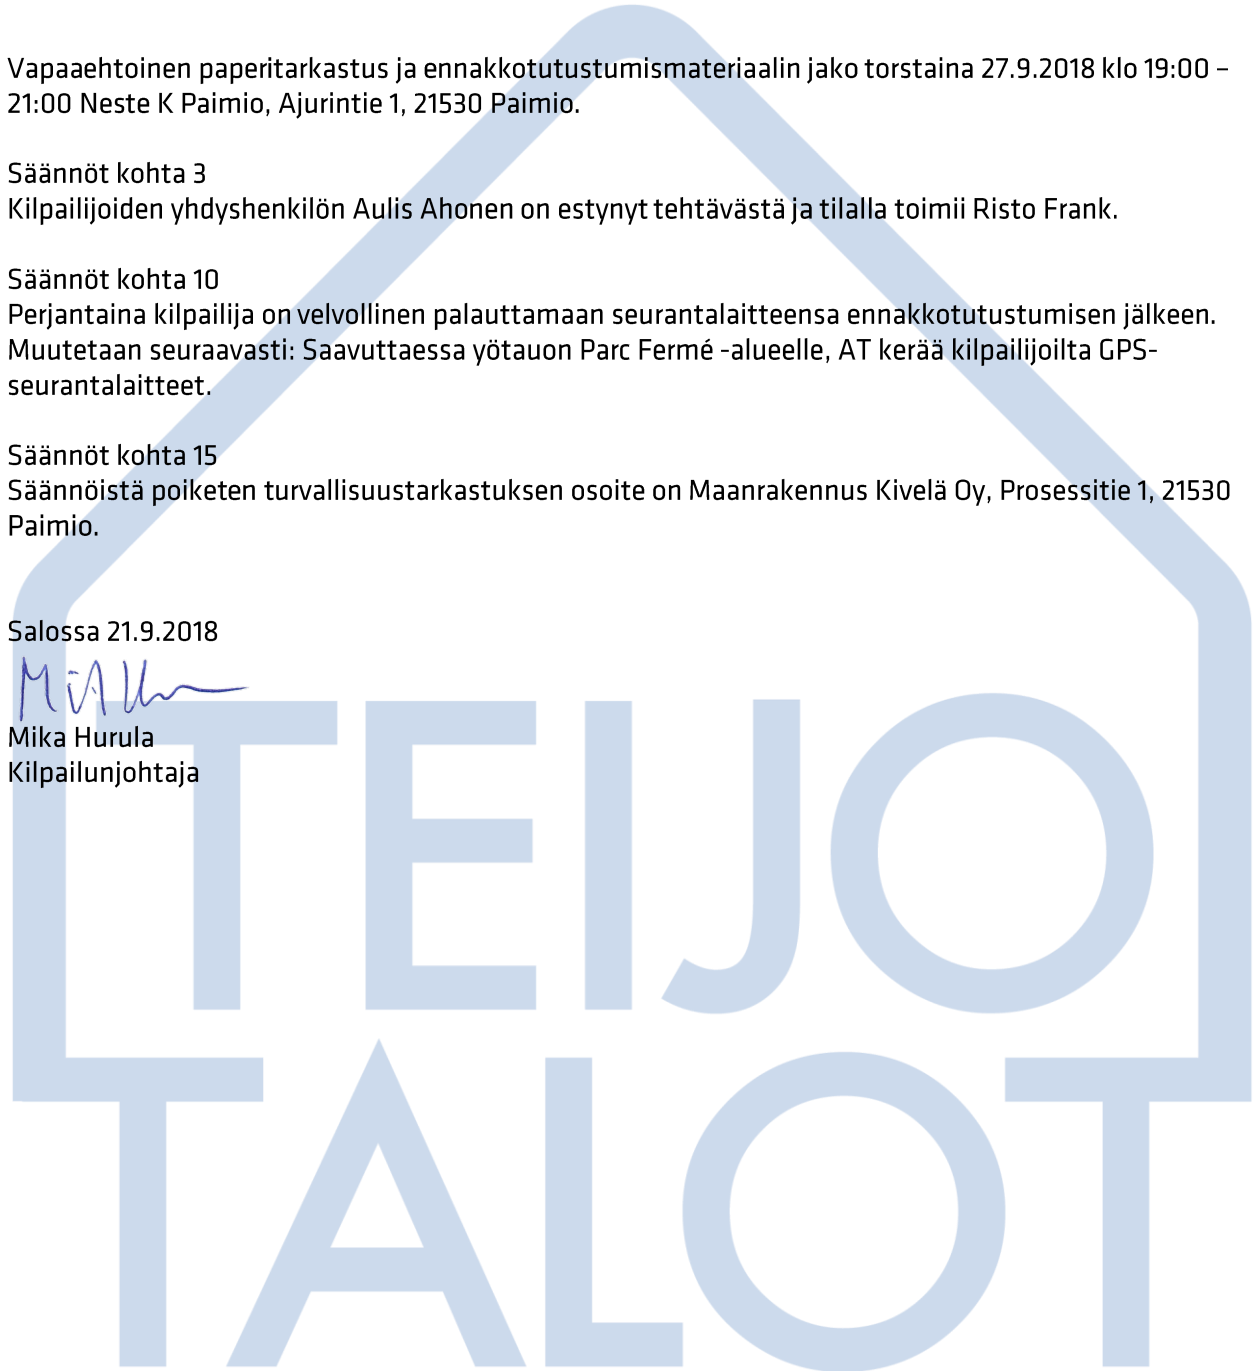 Vapaaehtoinen paperitarkastus ja ennakkotutustumismateriaalin jako torstaina 27.9.2018 klo 19:00 –
21:00 Neste K Paimio, Ajurintie 1, 21530 Paimio.
Säännöt kohta 3
Kilpailijoiden yhdyshenkilön Aulis Ahonen on estynyt tehtävästä ja tilalla toimii Risto Frank.
Säännöt kohta 10
Perjantaina kilpailija on velvollinen palauttamaan seurantalaitteensa ennakkotutustumisen jälkeen.
Muutetaan seuraavasti: Saavuttaessa yötauon Parc Fermé -alueelle, AT kerää kilpailijoilta GPS-
seurantalaitteet.
Säännöt kohta 15
Säännöistä poiketen turvallisuustarkastuksen osoite on Maanrakennus Kivelä Oy, Prosessitie 1, 21530
Paimio.
Salossa 21.9.2018
Mika Hurula
Kilpailunjohtaja
TEIJO
TALOT